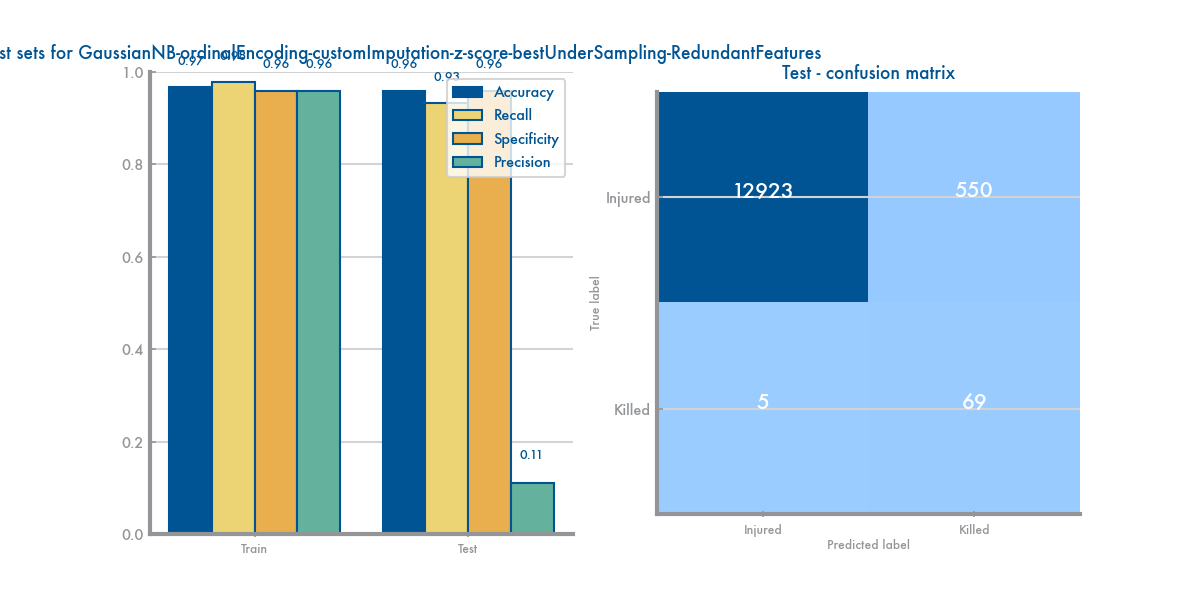 st sets for GaussianNB-ordinalEncoding-customImputation-z-score-bestUnderSampling-RedundantFeatures
0.97 0.98 0.96 0.96 0.96 0.93 0.96
1.0
0.8
0.6
0.4
0.2
0.0
Accuracy
Recall
Specificity
Precision
0.11
Train Test
Test - confusion matrix
True label
Injured 12923 550
Killed 5 69
Injured Killed
Predicted label